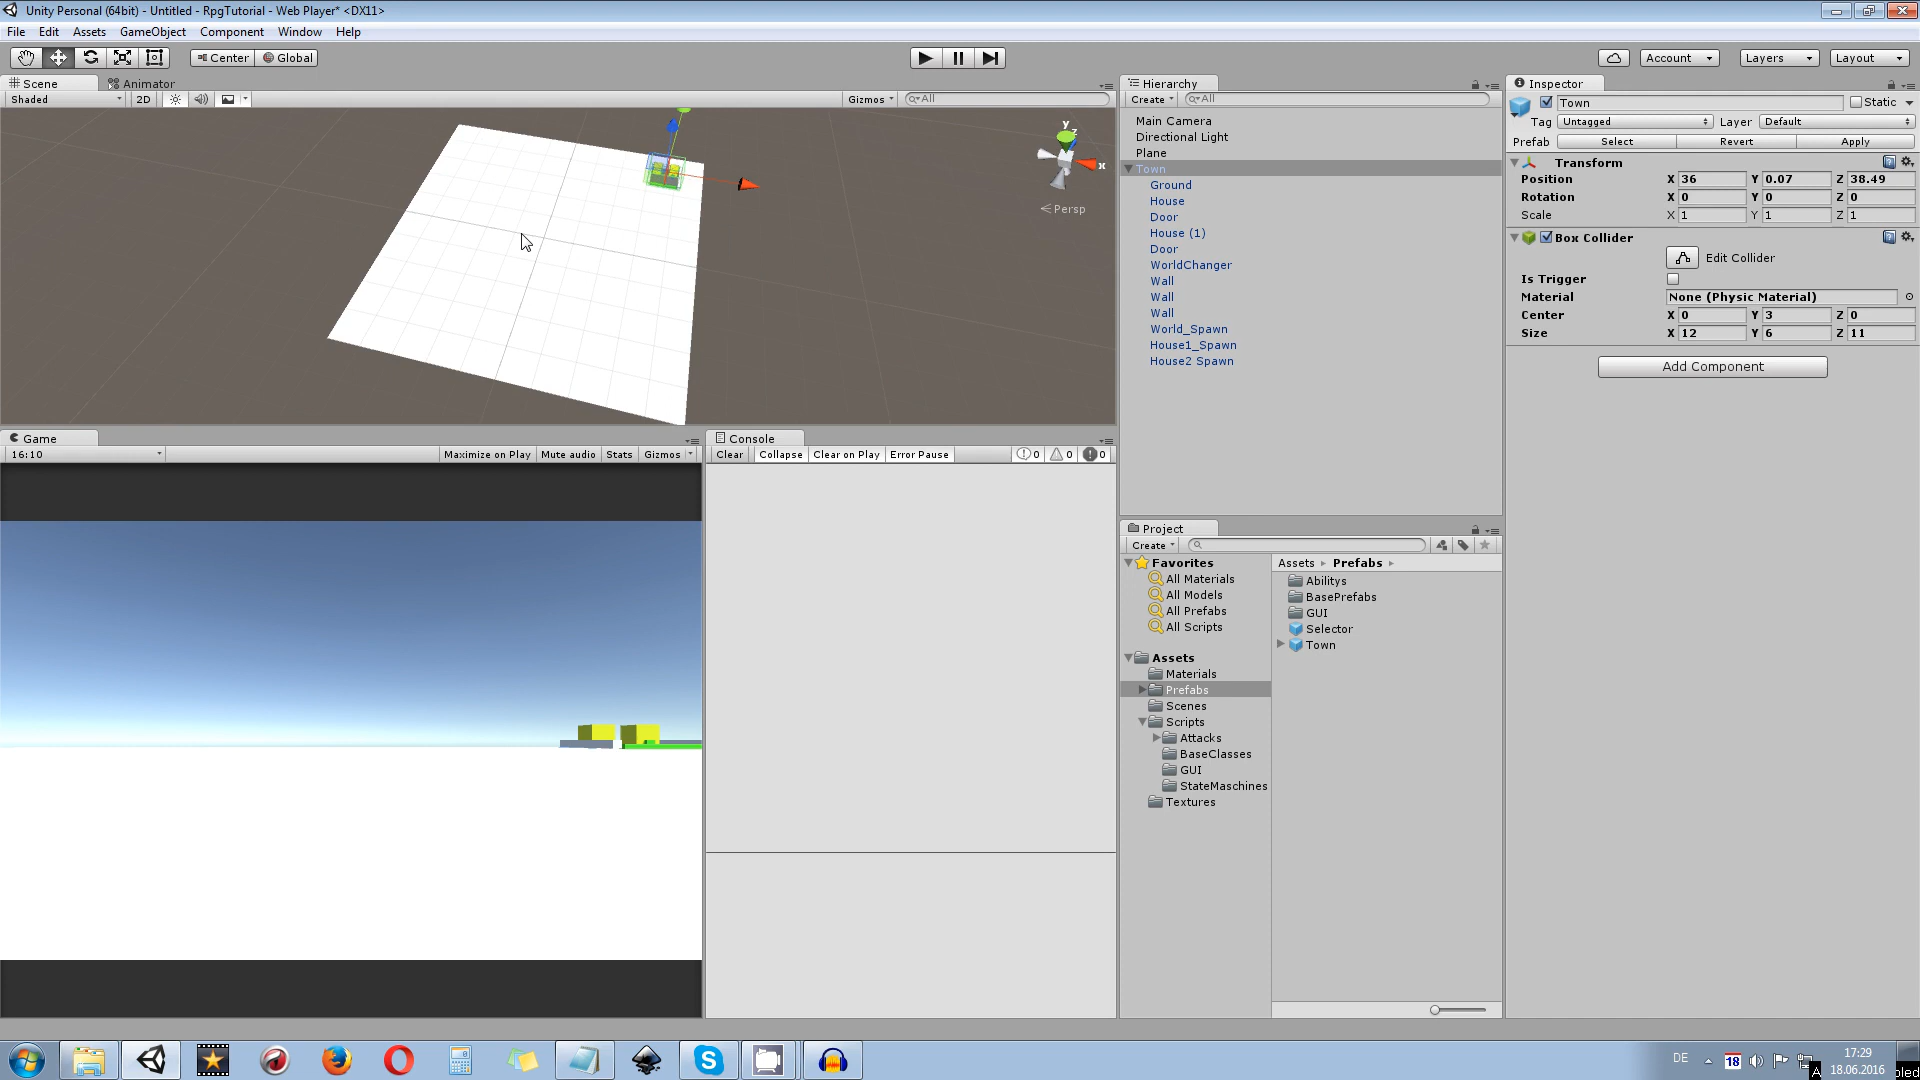 Unity Personal (64bit) - Untitled - RpgTutorial - Web Player* <DX11>
File Edit Assets GameObject Component Window Help
Center Global Account Layers Layout
Scene Animator
Shaded 2D Gizmos All
y z x
Persp
Game
16:10 Maximize on Play Mute audio Stats Gizmos
Console
Clear Collapse Clear on Play Error Pause 0 0 0
Hierarchy
Create All
Main Camera
Directional Light
Plane
Town
Ground
House
Door
House (1)
Door
WorldChanger
Wall
Wall
Wall
World_Spawn
House1_Spawn
House2 Spawn
Project
Create
Favorites
All Materials
All Models
All Prefabs
All Scripts
Assets
Materials
Prefabs
Scenes
Scripts
Attacks
BaseClasses
GUI
StateMaschines
Textures
Assets Prefabs
Abilitys
BasePrefabs
GUI
Selector
Town
Inspector
Town Static
Tag Untagged Layer Default
Prefab Select Revert Apply
Transform
Position X 36 Y 0.07 Z 38.49
Rotation X 0 Y 0 Z 0
Scale X 1 Y 1 Z 1
Box Collider
Edit Collider
Is Trigger
Material None (Physic Material)
Center X 0 Y 3 Z 0
Size X 12 Y 6 Z 11
Add Component
DE 18 17:29
18.06.2016